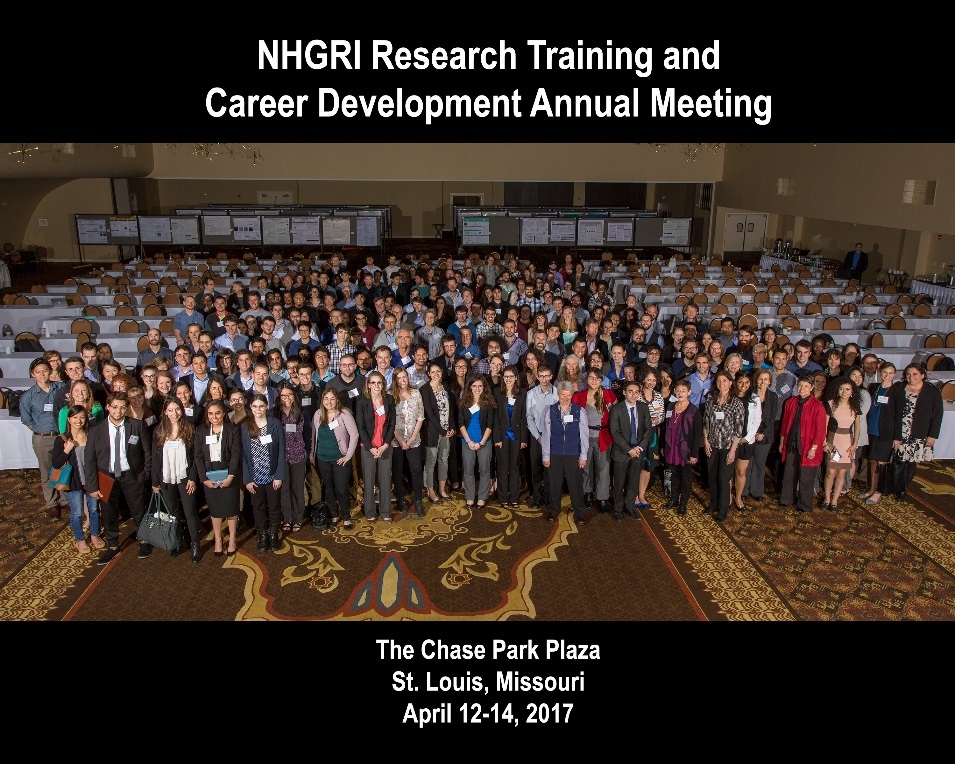 NHGRI Research Training and
Career Development Annual Meeting
The Chase Park Plaza
St. Louis, Missouri
April 12-14, 2017